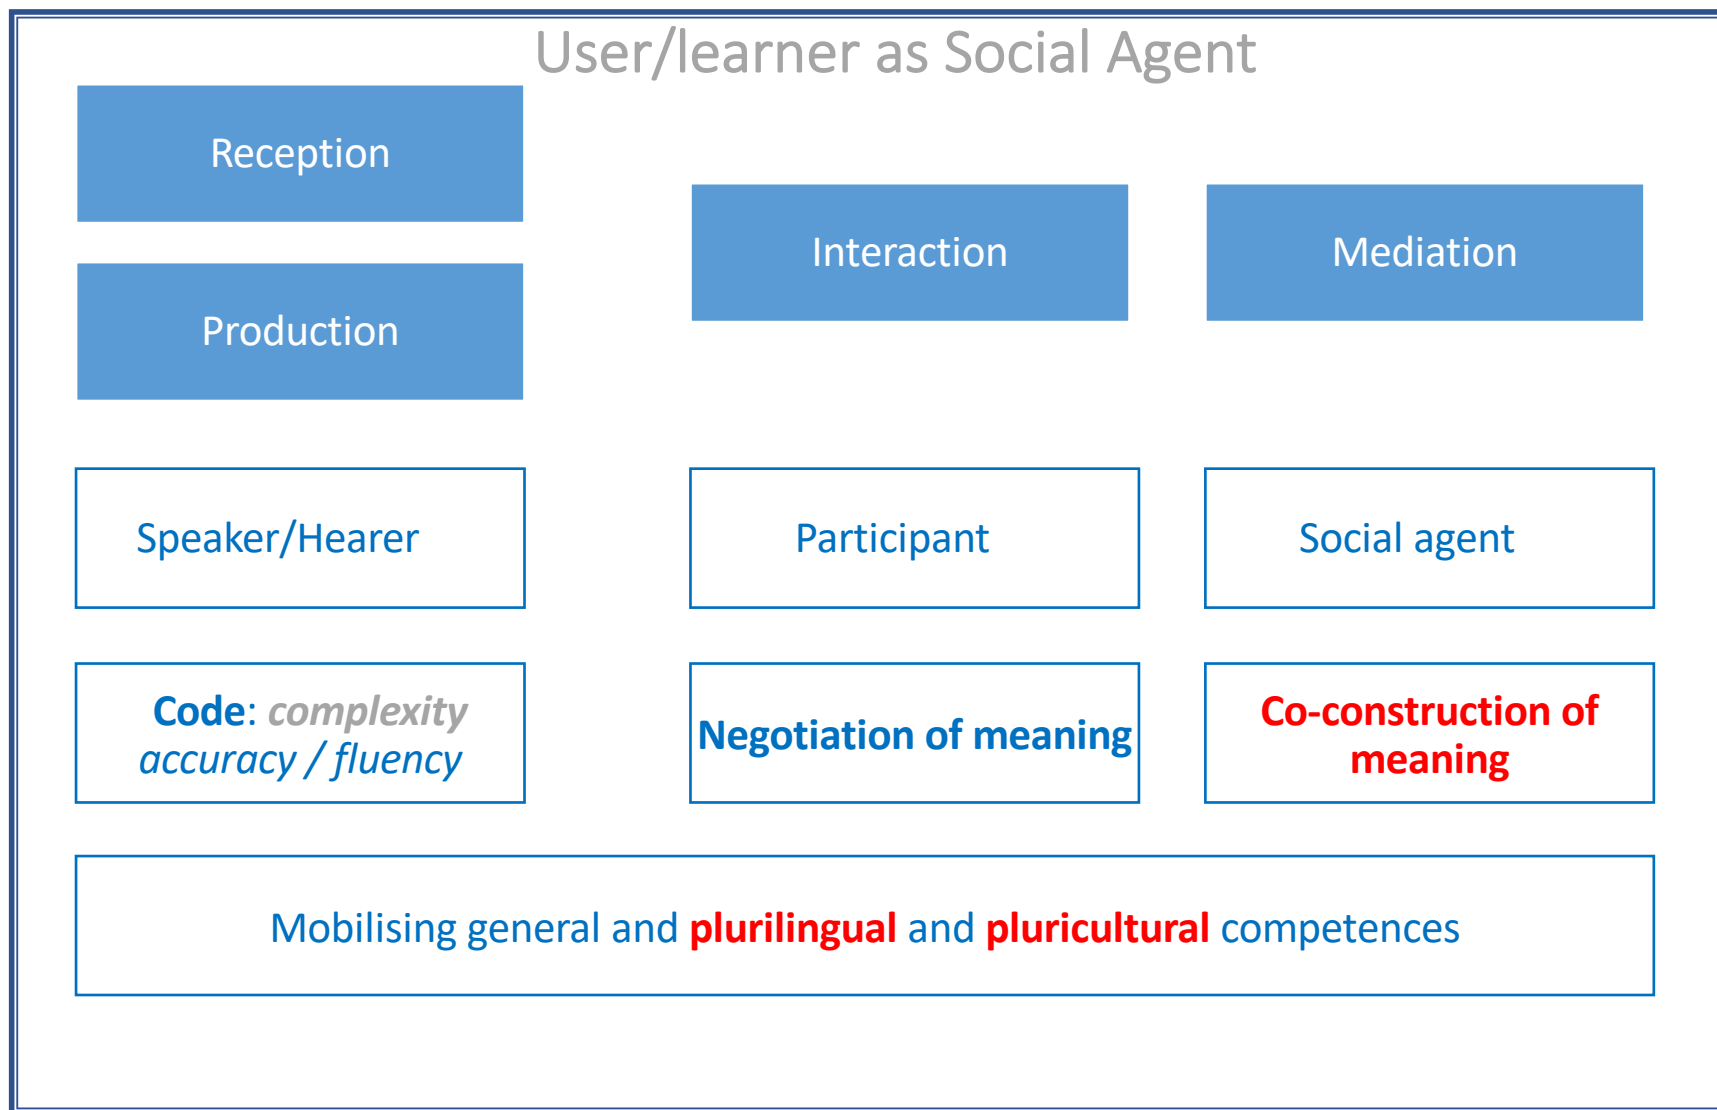 User/learner as Social Agent
Reception
Production
Interaction
Mediation
Speaker/Hearer
Participant
Social agent
Code: complexity
accuracy / fluency
Negotiation of meaning
Co-construction of
meaning
Mobilising general and plurilingual and pluricultural competences